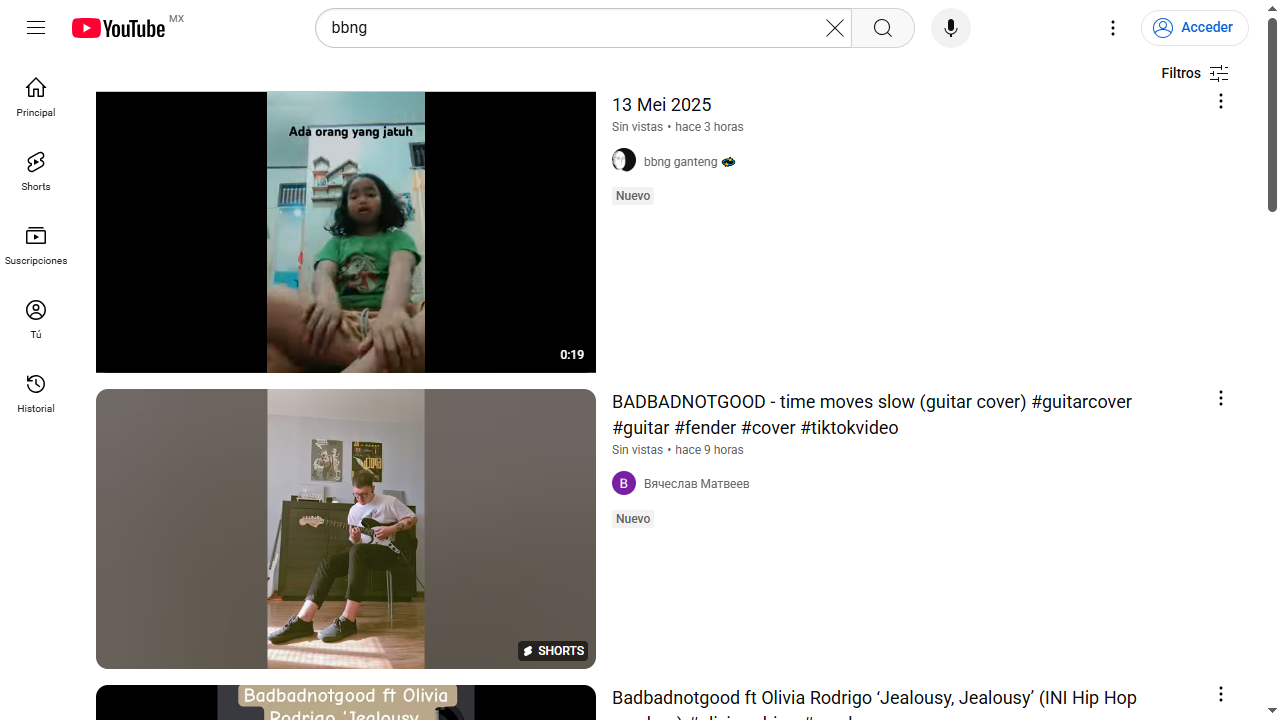 YouTube MX
bbng
Acceder
Filtros
Principal
Shorts
Suscripciones
Tú
Historial
Ada orang yang jatuh
0:19
13 Mei 2025
Sin vistas • hace 3 horas
bbng ganteng
Nuevo
SHORTS
BADBADNOTGOOD - time moves slow (guitar cover) #guitarcover
#guitar #fender #cover #tiktokvideo
Sin vistas • hace 9 horas
В Вячеслав Матвеев
Nuevo
Badbadnotgood ft Olivia
Rodrigo 'Jealousy,
Badbadnotgood ft Olivia Rodrigo ‘Jealousy, Jealousy’ (INI Hip Hop